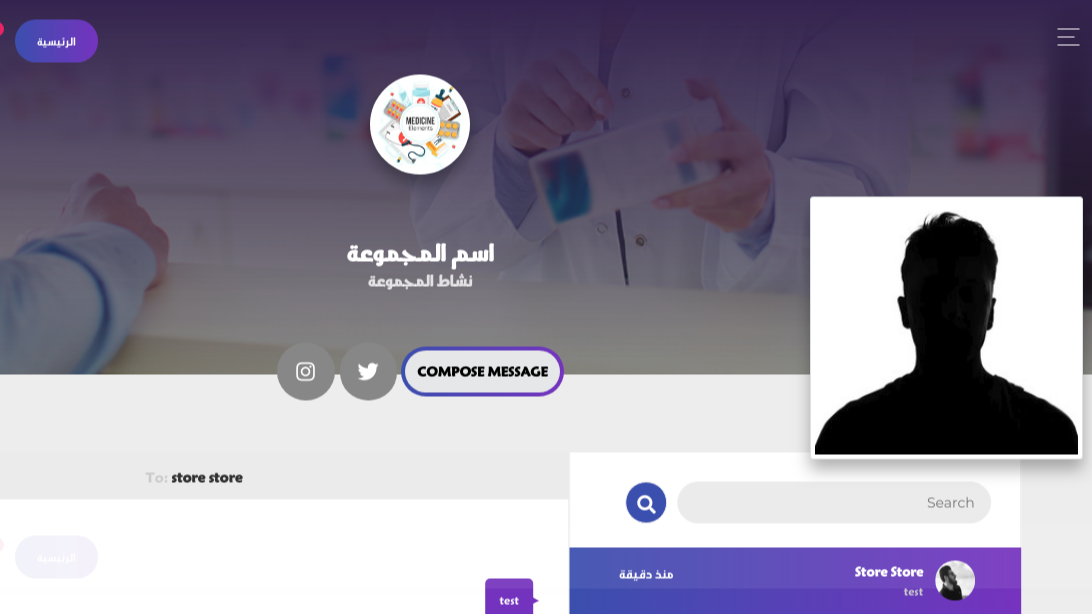 الرئيسية
MEDICINE
Elements
اسم المجموعة
نشاط المجموعة
COMPOSE MESSAGE
To: store store
Search
الرئيسية
منذ دقيقة
Store Store
test
test